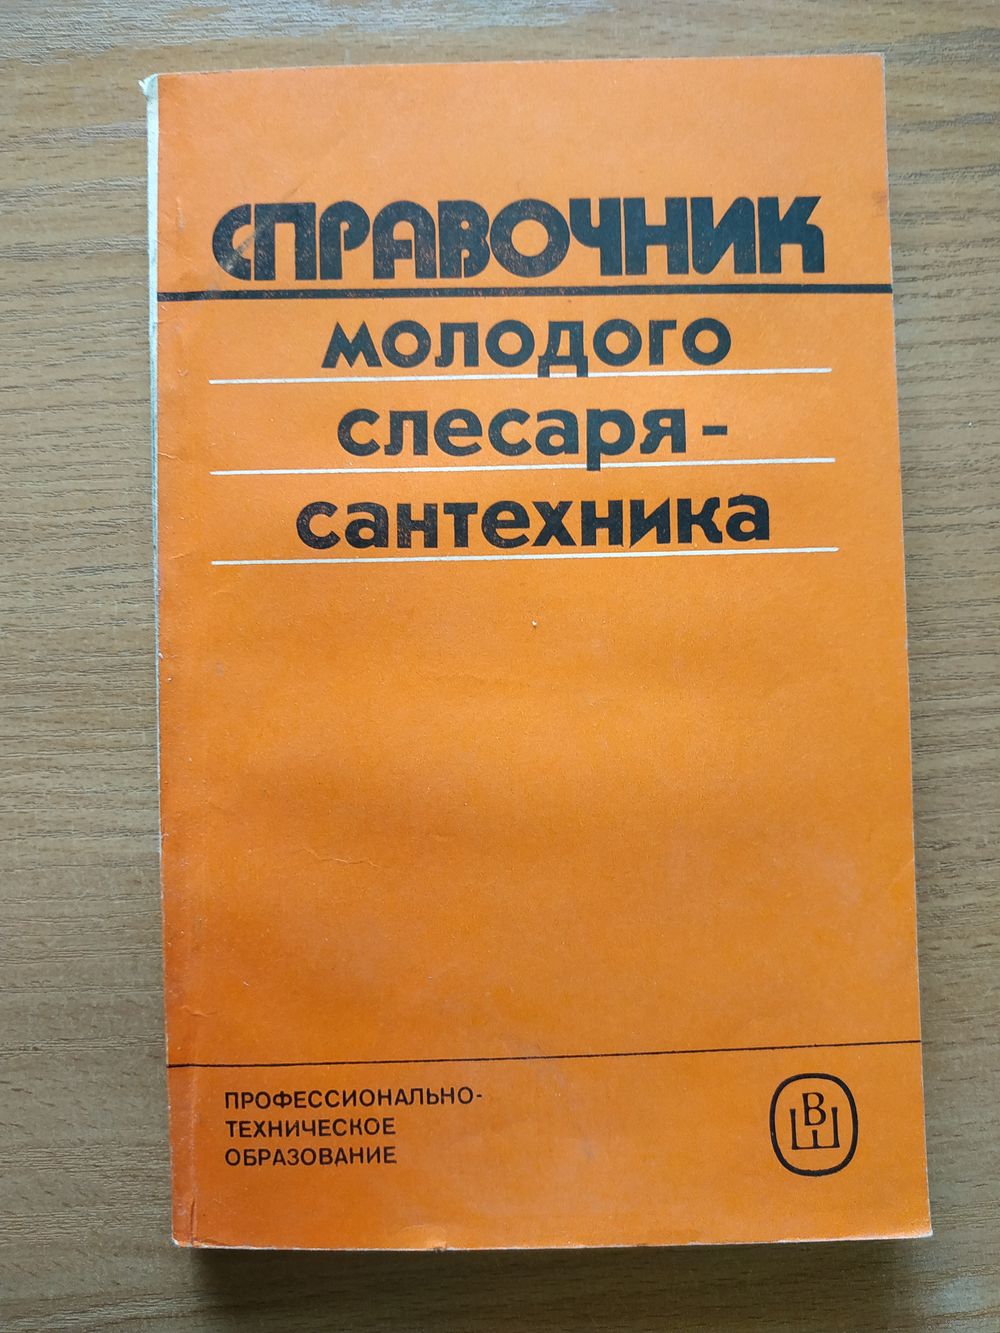 СПРАВОЧНИК
молодого
слесаря-
сантехника
ПРОФЕССИОНАЛЬНО-
ТЕХНИЧЕСКОЕ
ОБРАЗОВАНИЕ
ВШ